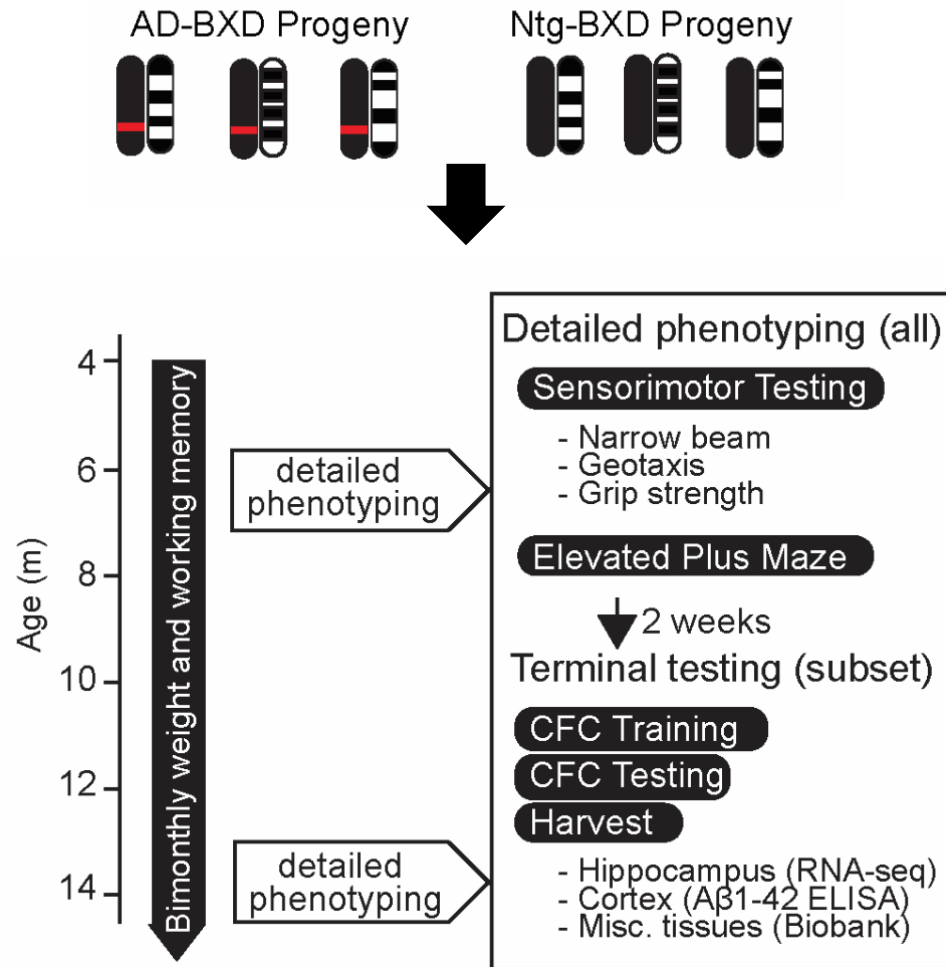 AD-BXD Progeny
Ntg-BXD Progeny
Age (m)
4
6
8
10
12
14
Bimonthly weight and working memory
detailed
phenotyping
detailed
phenotyping
Detailed phenotyping (all)
Sensorimotor Testing
- Narrow beam
- Geotaxis
- Grip strength
Elevated Plus Maze
2 weeks
Terminal testing (subset)
CFC Training
CFC Testing
Harvest
- Hippocampus (RNA-seq)
- Cortex (Aβ1-42 ELISA)
- Misc. tissues (Biobank)